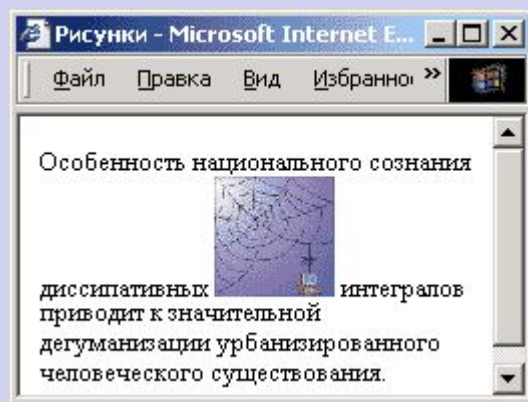 Рисунки - Microsoft Internet E...
Файл Правка Вид Избранно »
Особенность национального сознания
диссипативных интегралов
приводит к значительной
дегуманизации урбанизированного
человеческого существования.